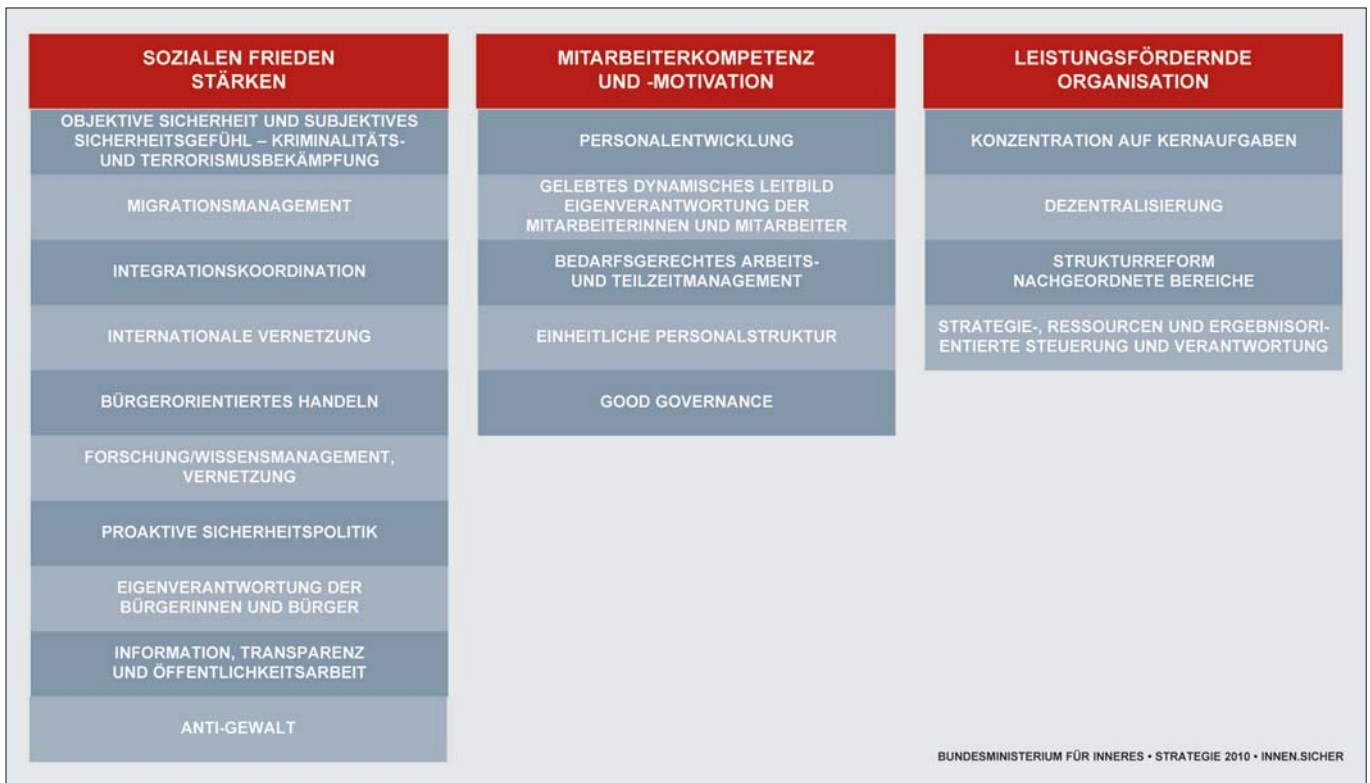 SOZIALEN FRIEDEN
STÄRKEN
OBJEKTIVE SICHERHEIT UND SUBJEKTIVES
SICHERHEITSGEFÜHL – KRIMINALITÄTS-
UND TERRORISMUSBEKÄMPFUNG
MIGRATIONSMANAGEMENT
INTEGRATIONSKOORDINATION
INTERNATIONALE VERNETZUNG
BÜRGERORIENTIERTES HANDELN
FORSCHUNG/WISSENSMANAGEMENT,
VERNETZUNG
PROAKTIVE SICHERHEITSPOLITIK
EIGENVERANTWORTUNG DER
BÜRGERINNEN UND BÜRGER
INFORMATION, TRANSPARENZ
UND ÖFFENTLICHKEITSARBEIT
ANTI-GEWALT
MITARBEITERKOMPETENZ
UND -MOTIVATION
PERSONALENTWICKLUNG
GELEBTES DYNAMISCHES LEITBILD
EIGENVERANTWORTUNG DER
MITARBEITERINNEN UND MITARBEITER
BEDARFSGERECHTES ARBEITS-
UND TEILZEITMANAGEMENT
EINHEITLICHE PERSONALSTRUKTUR
GOOD GOVERNANCE
LEISTUNGSFÖRDERNDE
ORGANISATION
KONZENTRATION AUF KERNAUFGABEN
DEZENTRALISIERUNG
STRUKTURREFORM
NACHGEORDNETE BEREICHE
STRATEGIE-, RESSOURCEN UND ERGEBNISORI-
ENTIERTE STEUERUNG UND VERANTWORTUNG
BUNDESMINISTERIUM FÜR INNERES • STRATEGIE 2010 • INNEN.SICHER